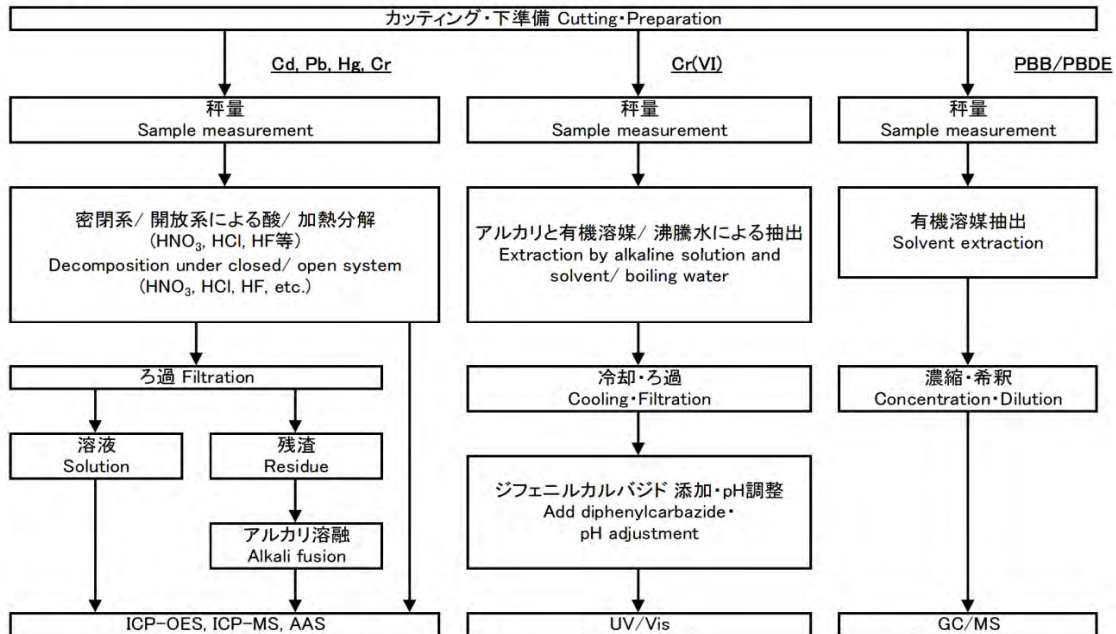 カッティング・下準備 Cutting・Preparation
Cd, Pb, Hg, Cr
Cr(VI)
PBB/PBDE
秤量
Sample measurement
秤量
Sample measurement
秤量
Sample measurement
密閉系/ 開放系による酸/ 加熱分解
(HNO₃, HCl, HF等)
Decomposition under closed/ open system
(HNO₃, HCl, HF, etc.)
アルカリと有機溶媒/ 沸騰水による抽出
Extraction by alkaline solution and
solvent/ boiling water
有機溶媒抽出
Solvent extraction
ろ過 Filtration
冷却・ろ過
Cooling・Filtration
濃縮・希釈
Concentration・Dilution
溶液
Solution
残渣
Residue
アルカリ溶融
Alkali fusion
ジフェニルカルバジド 添加・pH調整
Add diphenylcarbazide・
pH adjustment
ICP-OES, ICP-MS, AAS
UV/Vis
GC/MS